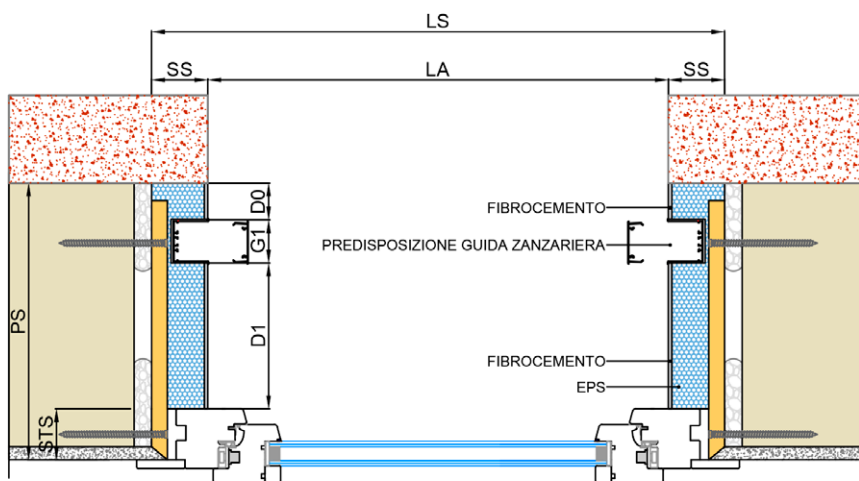 LS
SS
LA
SS
D0
FIBROCEMENTO
G1
PREDISPOSIZIONE GUIDA ZANZARIERA
PS
D1
FIBROCEMENTO
EPS
STS